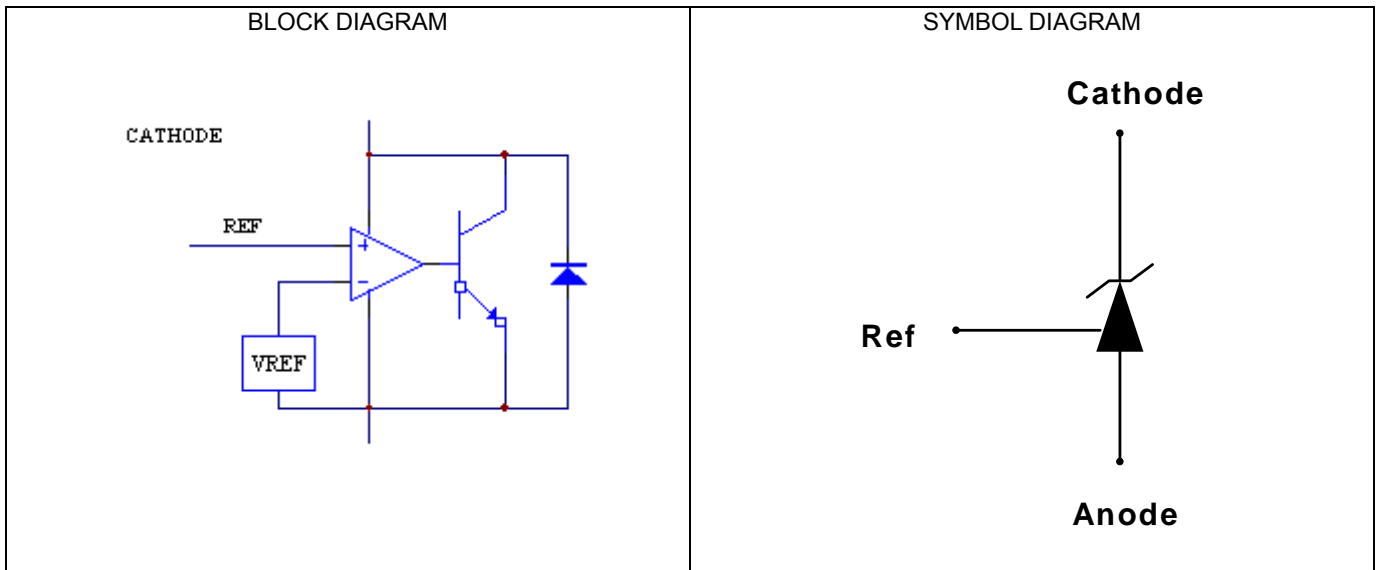 BLOCK DIAGRAM
CATHODE
REF
+
−
VREF
SYMBOL DIAGRAM
Cathode
Ref
Anode